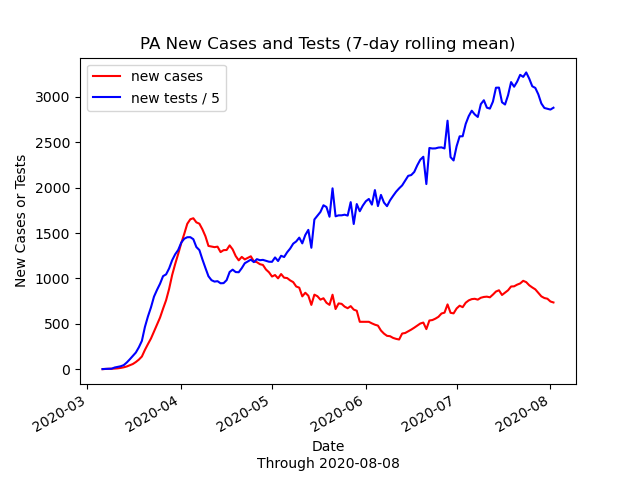 PA New Cases and Tests (7-day rolling mean)
new cases
new tests / 5
New Cases or Tests
3000
2500
2000
1500
1000
500
0
2020-03
2020-04
2020-05
2020-06
2020-07
2020-08
Date
Through 2020-08-08